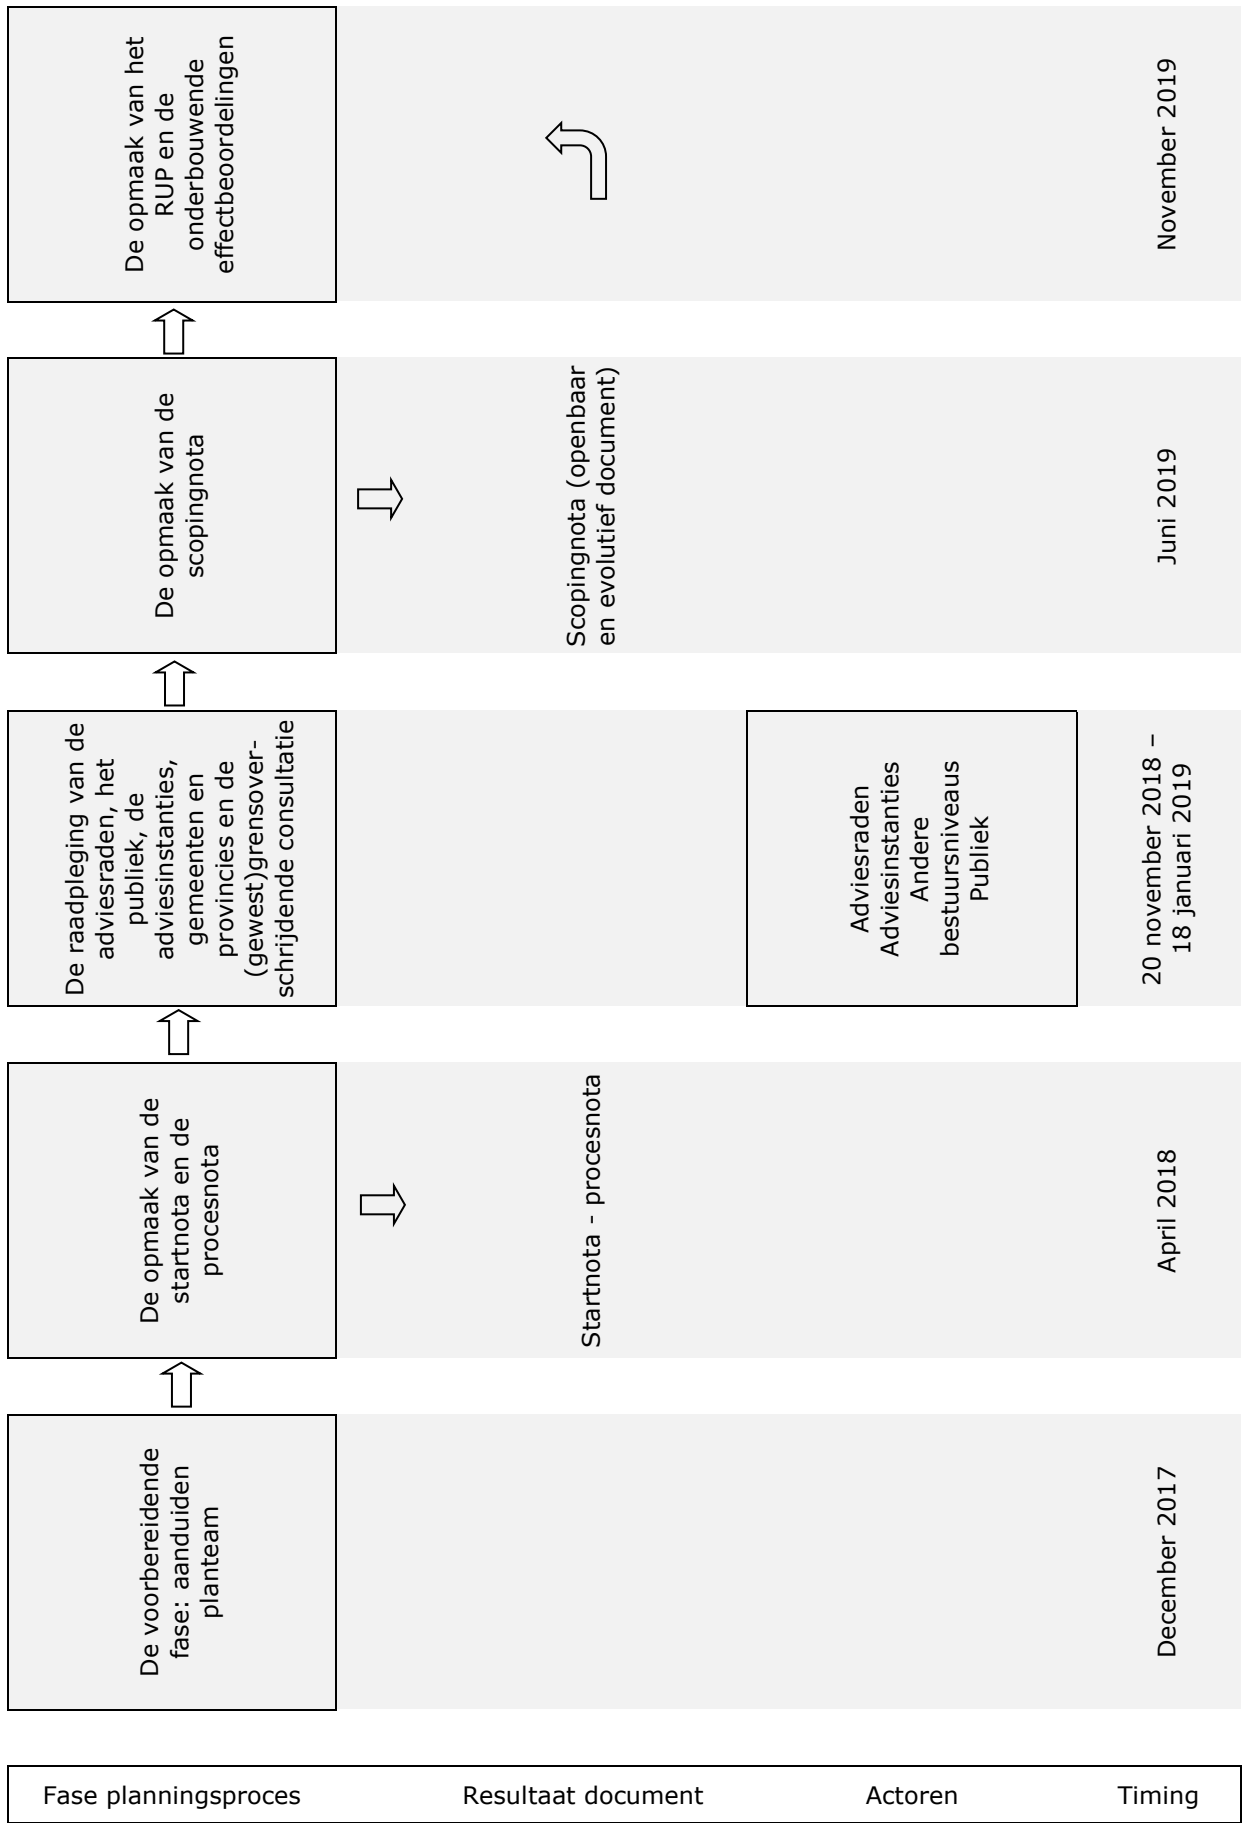 De voorbereidende
fase: aanduiden
planteam
December 2017
De opmaak van de
startnota en de
procesnota
Startnota - procesnota
April 2018
De raadpleging van de
adviesraden, het
publiek, de
adviesinstanties,
gemeenten en
provincies en de
(gewest)grensover-
schrijdende consultatie
Adviesraden
Adviesinstanties
Andere
bestuursniveaus
Publiek
20 november 2018 –
18 januari 2019
De opmaak van de
scopingnota
Scopingnota (openbaar
en evolutief document)
Juni 2019
De opmaak van het
RUP en de
onderbouwende
effectbeoordelingen
November 2019
Fase planningsproces
Resultaat document
Actoren
Timing